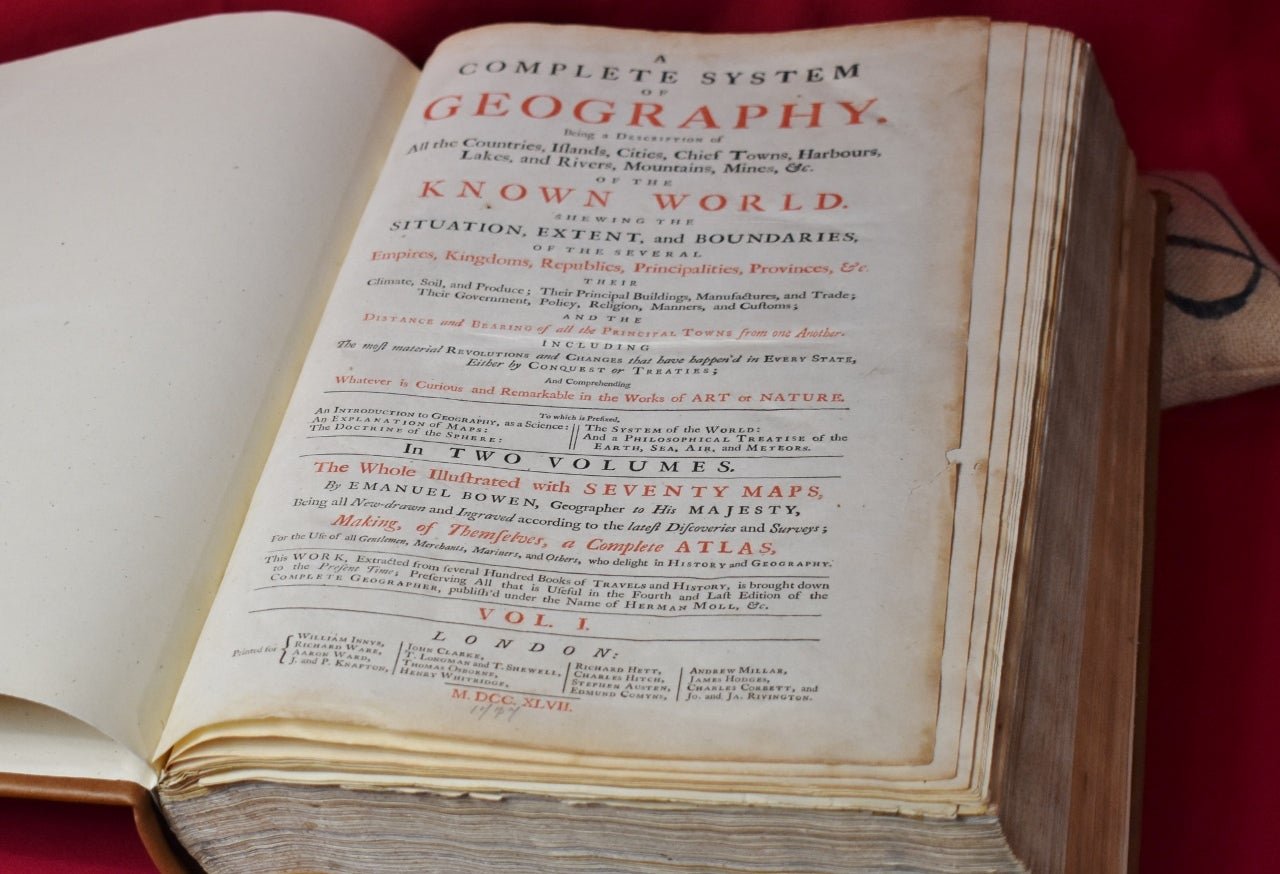 A
COMPLETE SYSTEM
OF
GEOGRAPHY.
Being a DESCRIPTION of
All the Countries, Iſlands, Cities, Chief Towns, Harbours,
Lakes, and Rivers, Mountains, Mines, &c.
OF THE
KNOWN WORLD.
SHEWING THE
SITUATION, EXTENT, and BOUNDARIES,
OF THE SEVERAL
Empires, Kingdoms, Republics, Principalities, Provinces, &c.
THEIR
Climate, Soil, and Produce; Their Principal Buildings, Manufactures, and Trade;
Their Government, Policy, Religion, Manners, and Cuſtoms;
AND THE
DISTANCE and BEARING of all the PRINCIPAL TOWNS from one Another.
INCLUDING
The moſt material REVOLUTIONS and CHANGES that have happen'd in EVERY STATE,
Either by CONQUEST or TREATIES;
And Comprehending
Whatever is Curious and Remarkable in the Works of ART or NATURE.
To which is Prefixed,
An INTRODUCTION to GEOGRAPHY, as a Science:
An EXPLANATION of MAPS:
The DOCTRINE of the SPHERE:
The SYSTEM of the WORLD:
And a PHILOSOPHICAL TREATISE of the
EARTH, SEA, AIR, and METEORS.
In TWO VOLUMES.
The Whole Illuſtrated with SEVENTY MAPS,
By EMANUEL BOWEN, Geographer to His MAJESTY,
Being all New-drawn and Ingraved according to the lateſt Diſcoveries and Surveys;
Making, of Themſelves, a Complete ATLAS,
For the Uſe of all Gentlemen, Merchants, Mariners, and Others, who delight in HISTORY and GEOGRAPHY.
This WORK, Extracted from ſeveral Hundred Books of TRAVELS and HISTORY, is brought down
to the Preſent Time; Preſerving All that is Uſeful in the Fourth and Laſt Edition of the
COMPLETE GEOGRAPHER, publiſh'd under the Name of HERMAN MOLL, &c.
VOL. I.
LONDON:
Printed for
WILLIAM INNYS,
RICHARD WARE,
AARON WARD,
J. and P. KNAPTON,
JOHN CLARKE,
T. LONGMAN and T. SHEWELL,
THOMAS OSBORNE,
HENRY WHITRIDGE,
RICHARD HETT,
CHARLES HITCH,
STEPHEN AUSTEN,
EDMUND COMYNS,
ANDREW MILLAR,
JAMES HODGES,
CHARLES CORBETT, and
JO. and JA. RIVINGTON.
M.DCC.XLVII.
1747